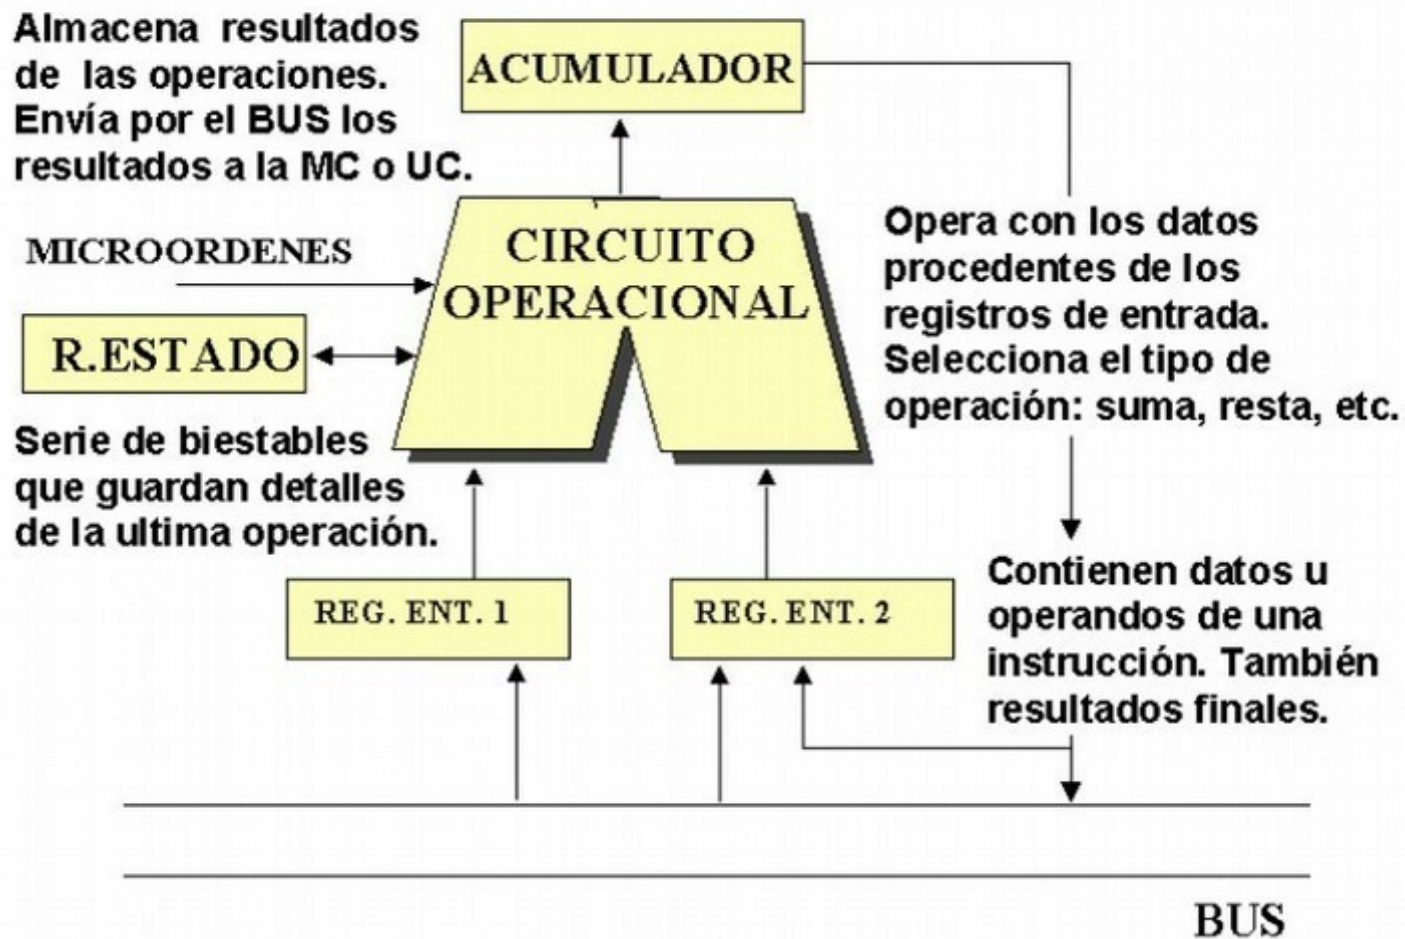 Almacena resultados
de las operaciones.
Envía por el BUS los
resultados a la MC o UC.
ACUMULADOR
MICROORDENES
CIRCUITO
OPERACIONAL
R.ESTADO
Opera con los datos
procedentes de los
registros de entrada.
Selecciona el tipo de
operación: suma, resta, etc.
Serie de biestables
que guardan detalles
de la ultima operación.
REG. ENT. 1
REG. ENT. 2
Contienen datos u
operandos de una
instrucción. También
resultados finales.
BUS